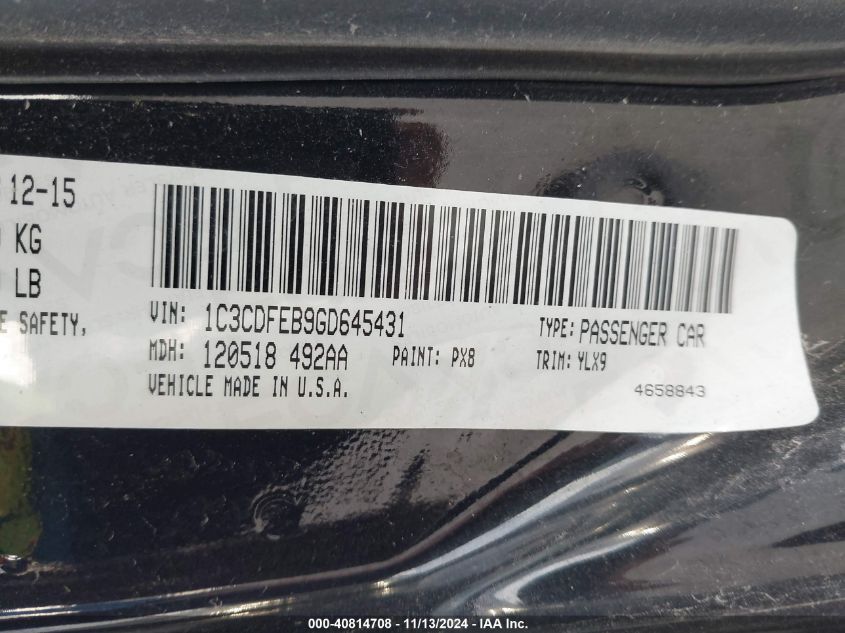 12-15
KG
LB
E SAFETY,
VIN: 1C3CDFEB9GD645431 TYPE: PASSENGER CAR
MDH: 120518 492AA PAINT: PX8 TRIM: YLX9
VEHICLE MADE IN U.S.A. 4658843
000-40814708 - 11/13/2024 - IAA Inc.